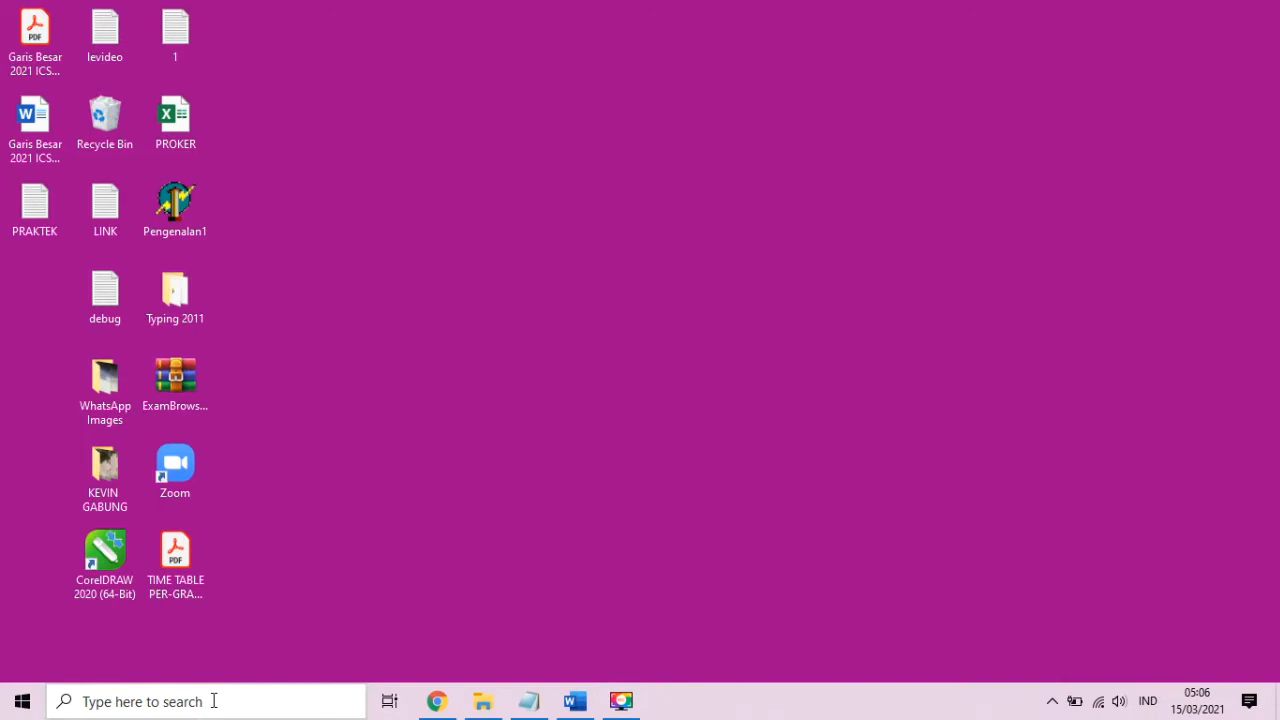 Garis Besar
2021 ICS...
levideo
1
Garis Besar
2021 ICS...
Recycle Bin
PROKER
PRAKTEK
LINK
Pengenalan1
debug
Typing 2011
WhatsApp
Images
ExamBrows...
KEVIN
GABUNG
Zoom
CorelDRAW
2020 (64-Bit)
TIME TABLE
PER-GRA...
Type here to search
IND
05:06
15/03/2021